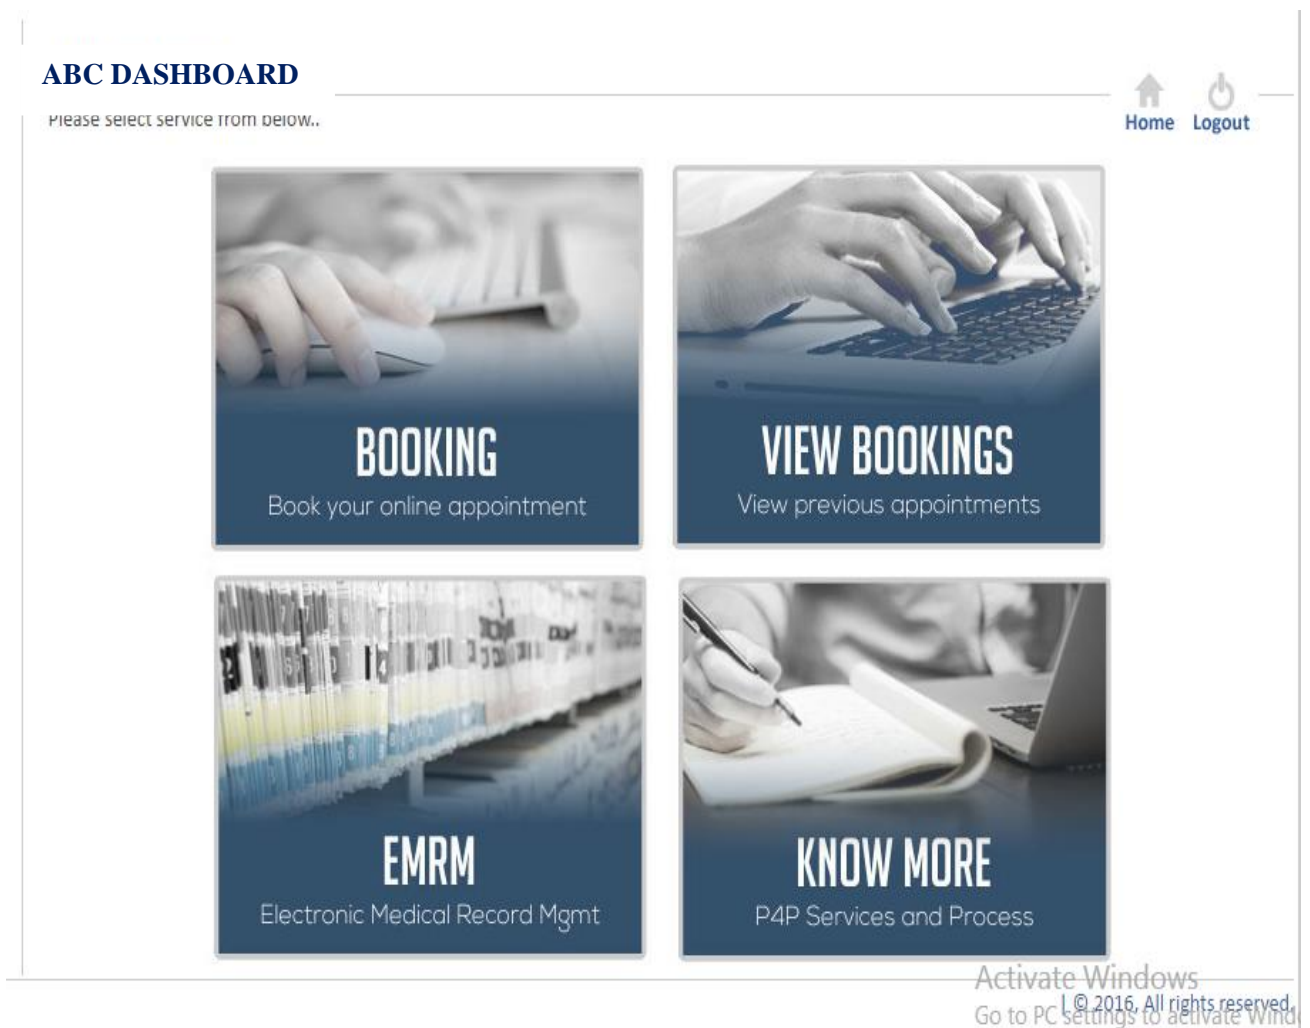 ABC DASHBOARD
Please select service from below..
Home Logout
BOOKING
Book your online appointment
VIEW BOOKINGS
View previous appointments
EMRM
Electronic Medical Record Mgmt
KNOW MORE
P4P Services and Process
Activate Windows
| © 2016, All rights reserved.
Go to PC settings to activate Windo